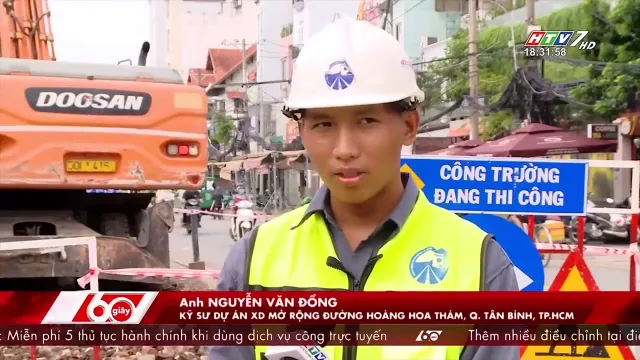 HTV7 HD
18:31:58
DOOSAN
CÔNG TRƯỜNG
ĐANG THI CÔNG
60 giây
Anh NGUYỄN VĂN ĐỒNG
KỸ SƯ DỰ ÁN XD MỞ RỘNG ĐƯỜNG HOÀNG HOA THÁM, Q. TÂN BÌNH, TP.HCM
Miễn phí 5 thủ tục hành chính khi dùng dịch vụ công trực tuyến
60
Thêm nhiều điều chỉnh tại